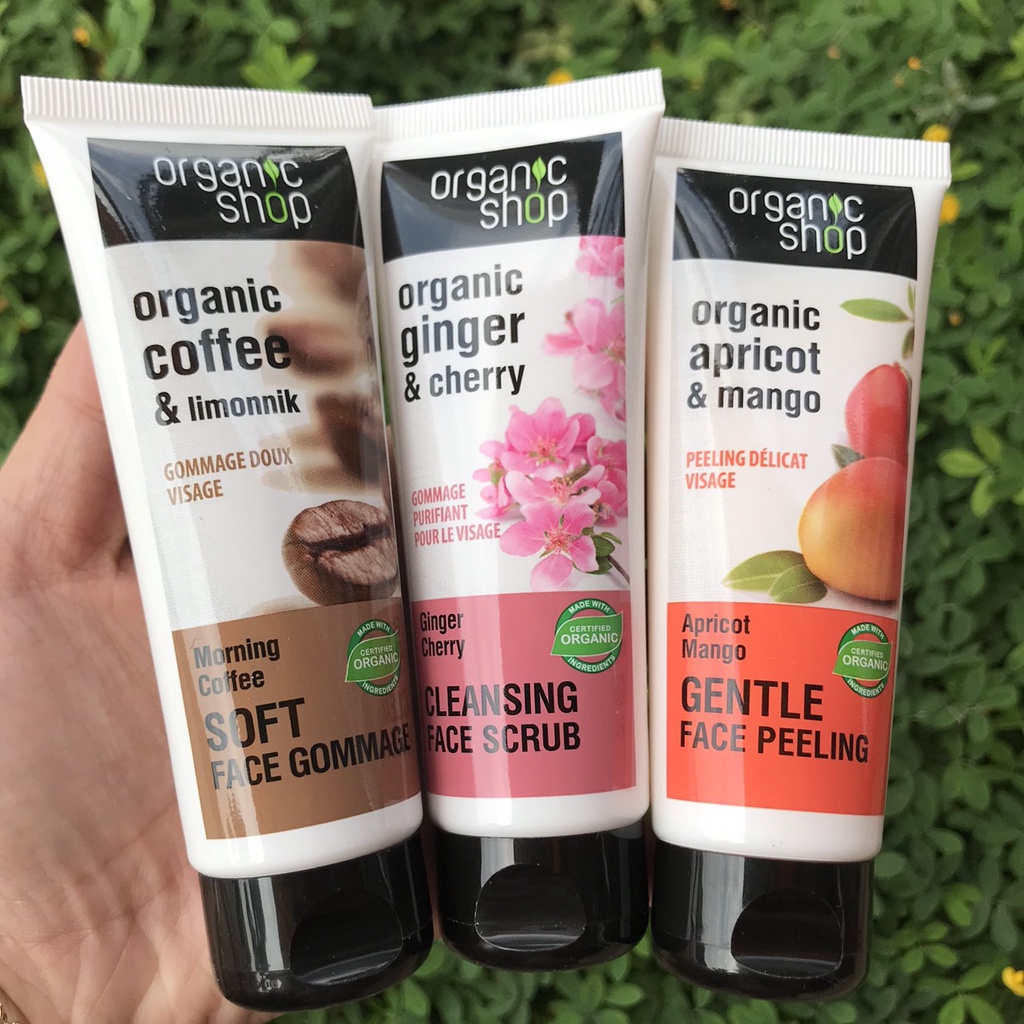 organic
shop
organic
coffee
& limonnik
GOMMAGE DOUX
VISAGE
Morning
Coffee
MADE WITH
CERTIFIED
ORGANIC
INGREDIENTS
SOFT
FACE GOMMAGE
organic
shop
organic
ginger
& cherry
GOMMAGE
PURIFIANT
POUR LE VISAGE
Ginger
Cherry
MADE WITH
CERTIFIED
ORGANIC
INGREDIENTS
CLEANSING
FACE SCRUB
organic
shop
organic
apricot
& mango
PEELING DÉLICAT
VISAGE
Apricot
Mango
MADE WITH
CERTIFIED
ORGANIC
INGREDIENTS
GENTLE
FACE PEELING